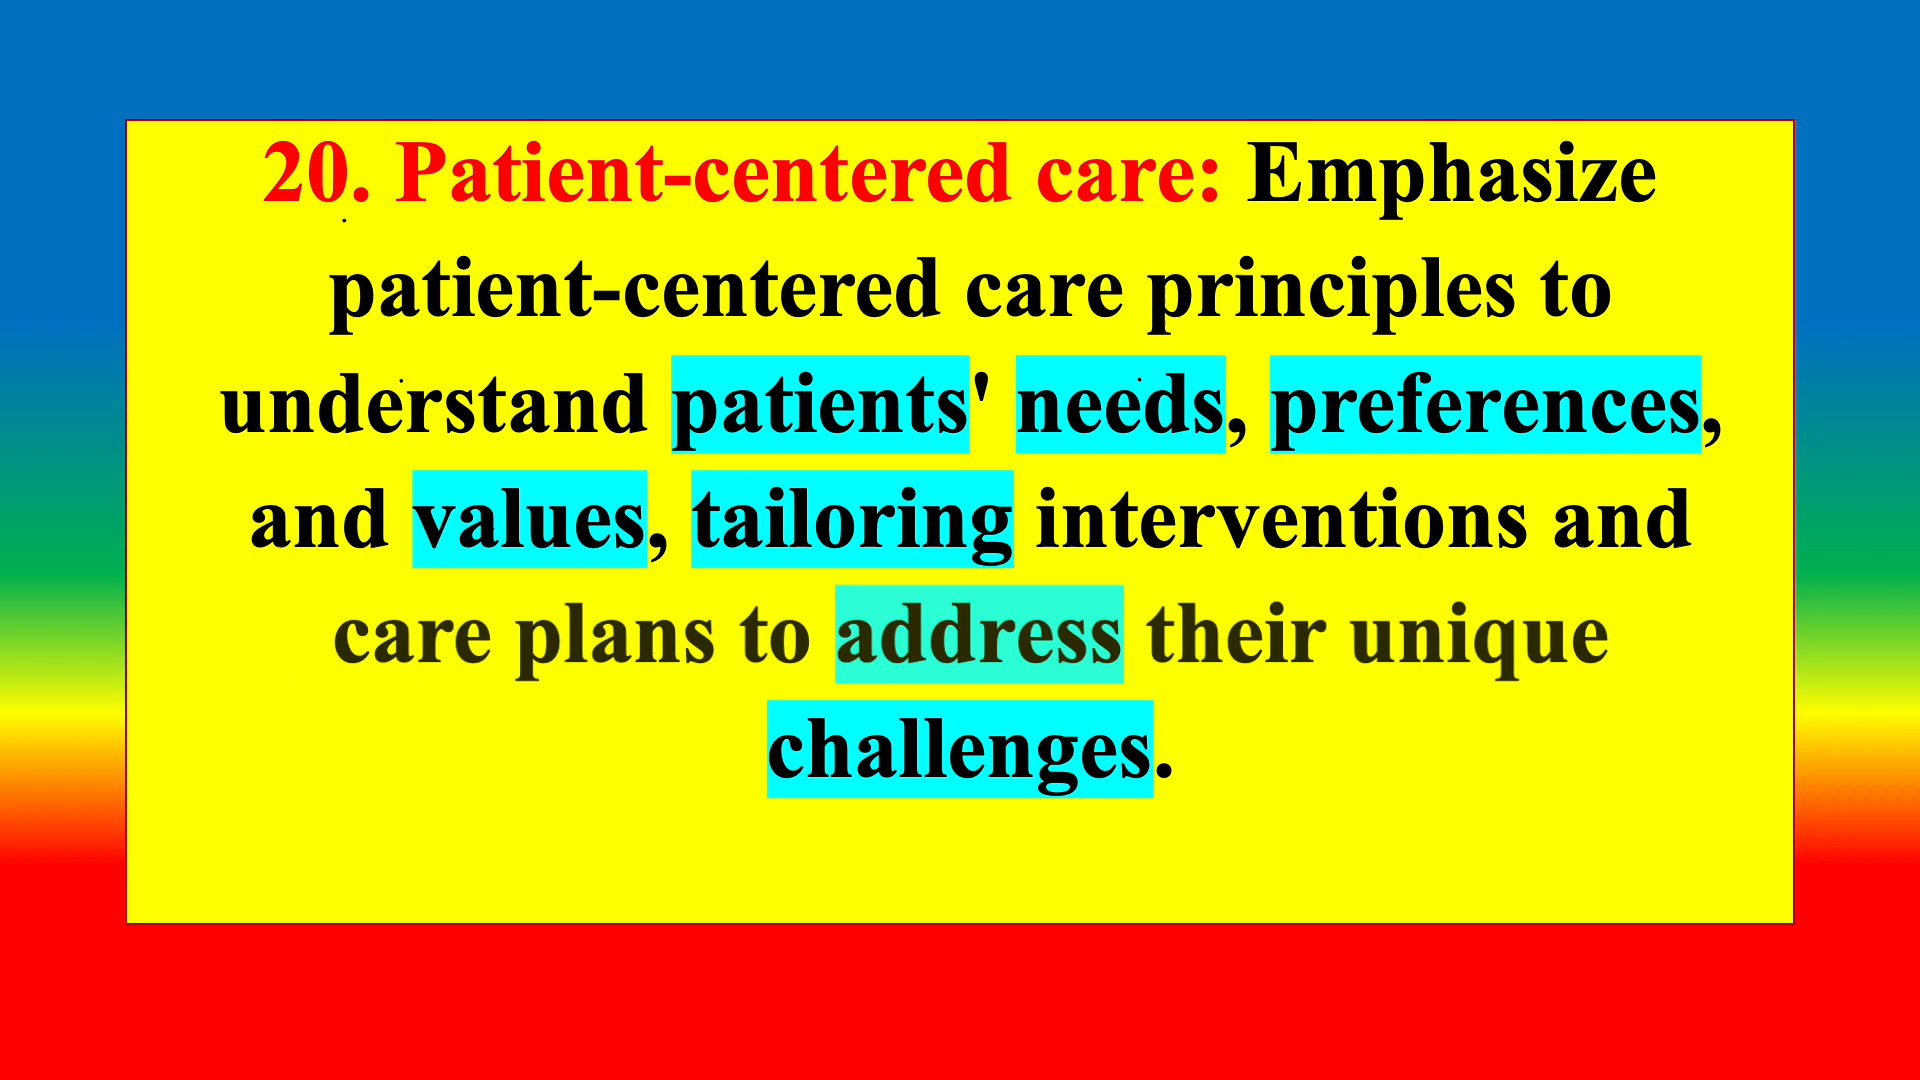 20. Patient-centered care: Emphasize
patient-centered care principles to
understand patients' needs, preferences,
and values, tailoring interventions and
care plans to address their unique
challenges.